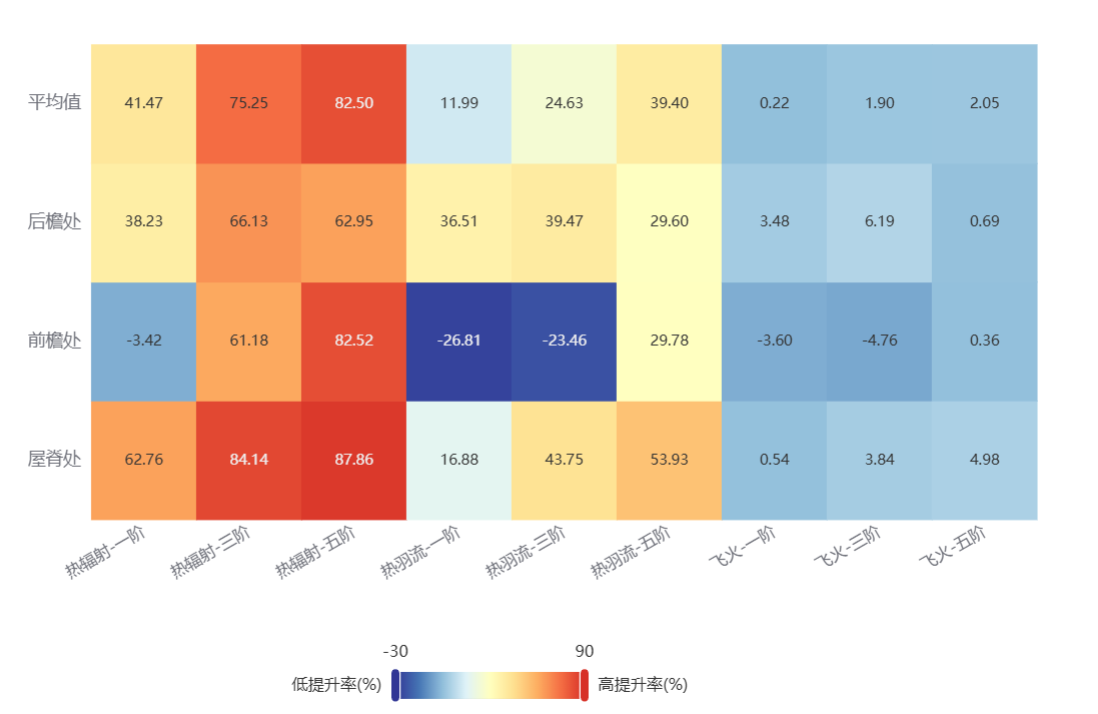 平均值 41.47 75.25 82.50 11.99 24.63 39.40 0.22 1.90 2.05
后檐处 38.23 66.13 62.95 36.51 39.47 29.60 3.48 6.19 0.69
前檐处 -3.42 61.18 82.52 -26.81 -23.46 29.78 -3.60 -4.76 0.36
屋脊处 62.76 84.14 87.86 16.88 43.75 53.93 0.54 3.84 4.98
热辐射-一阶 热辐射-三阶 热辐射-五阶 热羽流-一阶 热羽流-三阶 热羽流-五阶 飞火-一阶 飞火-三阶 飞火-五阶
-30 90
低提升率(%) 高提升率(%)